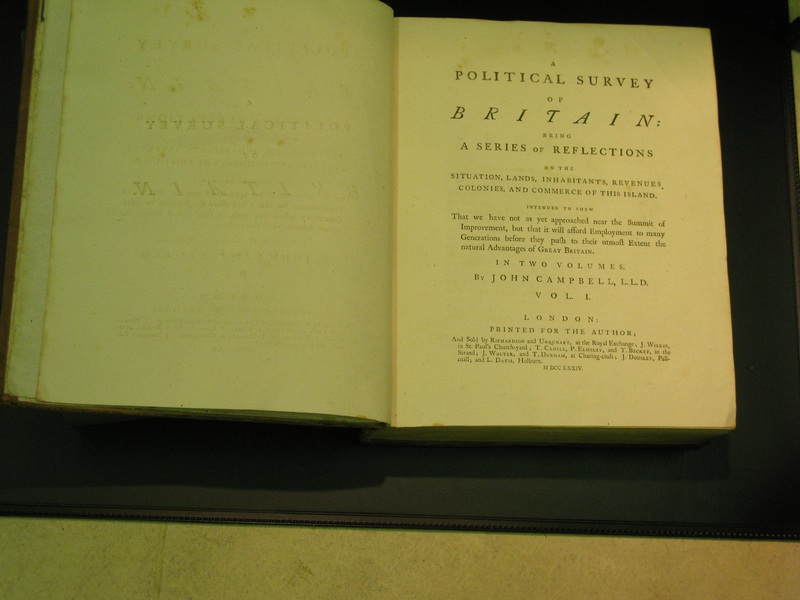 A
POLITICAL SURVEY
OF
BRITAIN:
BEING
A SERIES OF REFLECTIONS
ON THE
SITUATION, LANDS, INHABITANTS, REVENUES,
COLONIES, AND COMMERCE OF THIS ISLAND.
INTENDED TO SHEW
That we have not as yet approached near the Summit of
Improvement, but that it will afford Employment to many
Generations before they push to their utmost Extent the
natural Advantages of GREAT BRITAIN.
IN TWO VOLUMES.
By JOHN CAMPBELL, LL.D.
VOL. I.
LONDON:
PRINTED FOR THE AUTHOR;
And Sold by RICHARDSON and URQUHART, at the Royal Exchange; J. WILKIE,
in St. Paul's Church-yard; T. CADELL, P. ELMSLEY, and T. BECKET, in the
Strand; J. WALTER, and T. DURHAM, at Charing-cross; J. DODSLEY, Pall-
mall; and L. DAVIS, Holborn.
M DCC LXXIV.